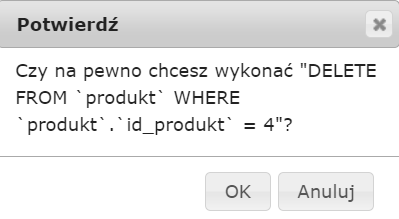 Potwierdź
Czy na pewno chcesz wykonać "DELETE
FROM `produkt` WHERE
`produkt`.`id_produkt` = 4"?
OK
Anuluj